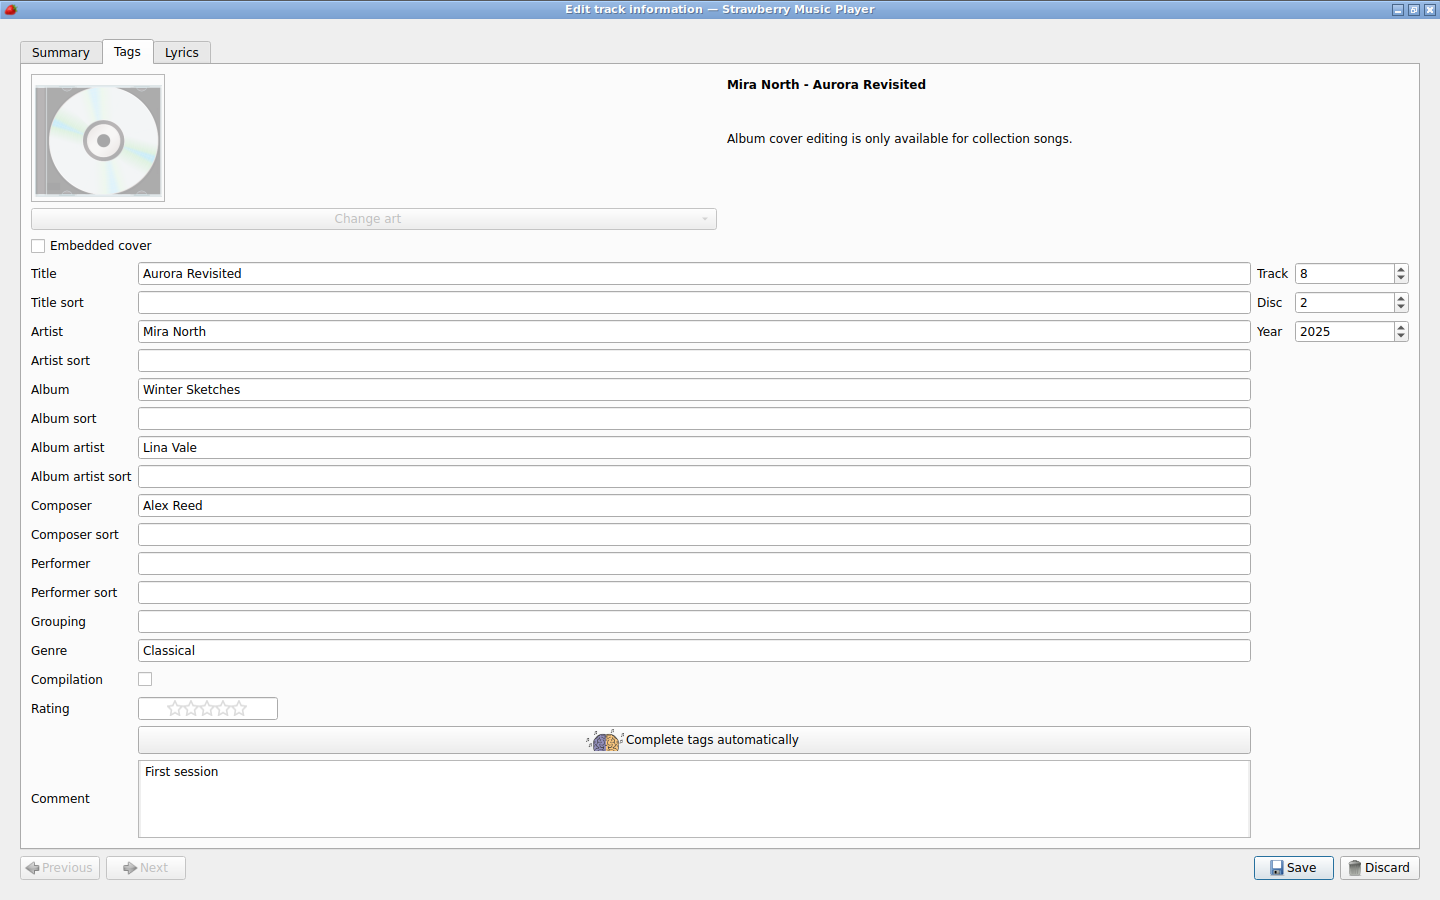 Edit track information — Strawberry Music Player
Summary
Tags
Lyrics
Mira North - Aurora Revisited
Album cover editing is only available for collection songs.
Change art
Embedded cover
Title Aurora Revisited Track 8
Title sort Disc 2
Artist Mira North Year 2025
Artist sort
Album Winter Sketches
Album sort
Album artist Lina Vale
Album artist sort
Composer Alex Reed
Composer sort
Performer
Performer sort
Grouping
Genre Classical
Compilation
Rating
Complete tags automatically
Comment First session
Previous Next Save Discard